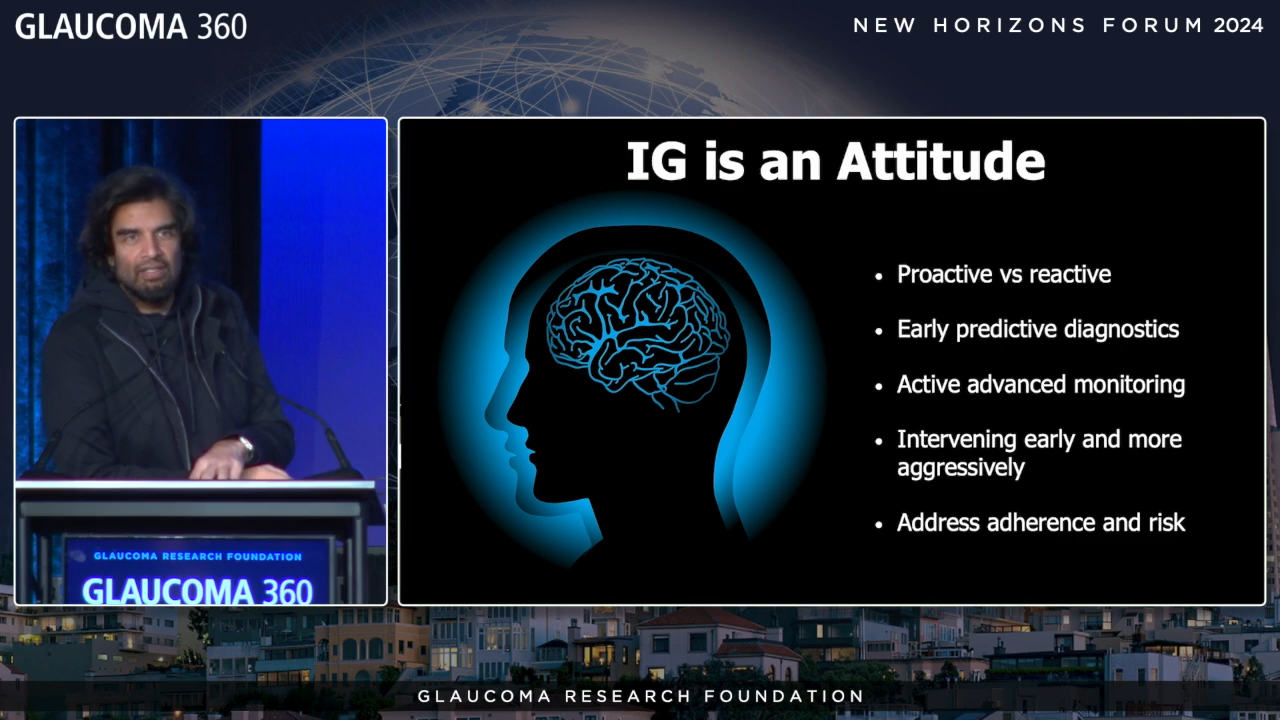 GLAUCOMA 360
NEW HORIZONS FORUM 2024
IG is an Attitude
• Proactive vs reactive
• Early predictive diagnostics
• Active advanced monitoring
• Intervening early and more
aggressively
• Address adherence and risk
GLAUCOMA RESEARCH FOUNDATION
GLAUCOMA 360
GLAUCOMA RESEARCH FOUNDATION